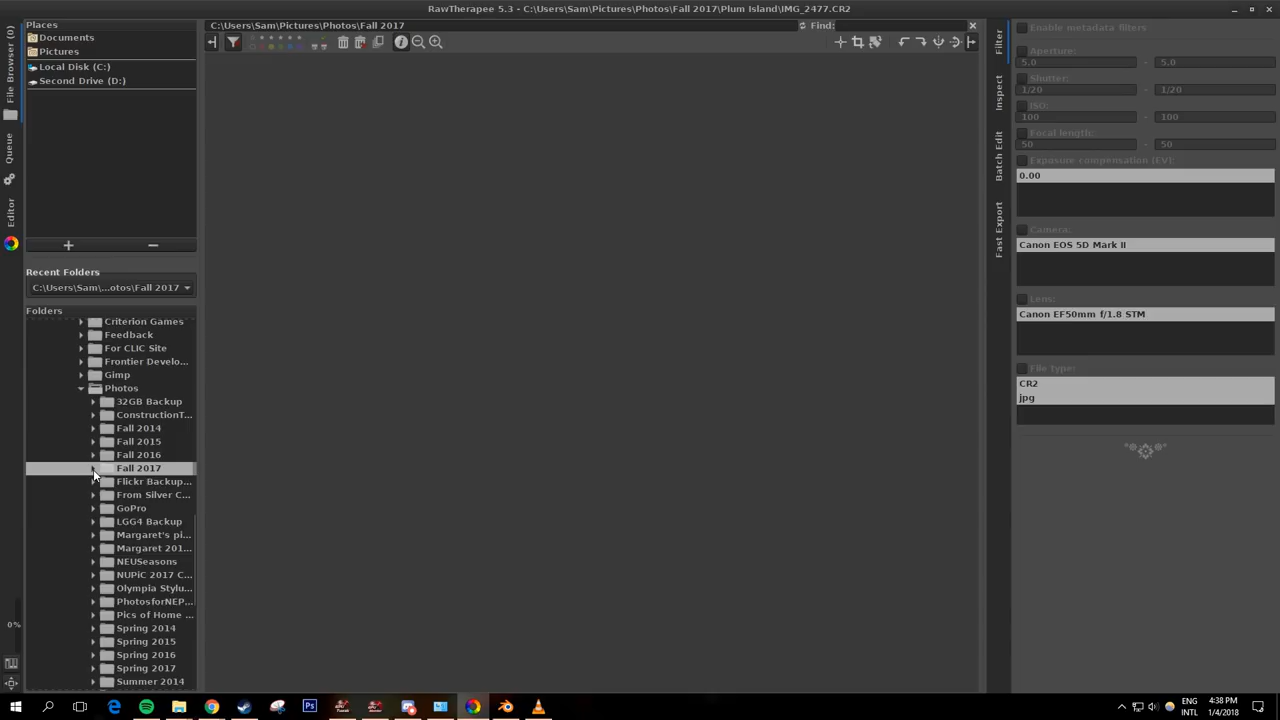 RawTherapee 5.3 - C:\Users\Sam\Pictures\Photos\Fall 2017\Plum Island\IMG_2477.CR2
Places
Documents
Pictures
Local Disk (C:)
Second Drive (D:)
File Browser (0)
Queue
Editor
0%
Recent Folders
C:\Users\Sam\...otos\Fall 2017
Folders
Criterion Games
Feedback
For CLIC Site
Frontier Develo...
Gimp
Photos
32GB Backup
ConstructionT...
Fall 2014
Fall 2015
Fall 2016
Fall 2017
Flickr Backup...
From Silver C...
GoPro
LGG4 Backup
Margaret's pi...
Margaret 201...
NEUSeasons
NUPiC 2017 C...
Olympia Stylu...
PhotosforNEP...
Pics of Home ...
Spring 2014
Spring 2015
Spring 2016
Spring 2017
Summer 2014
C:\Users\Sam\Pictures\Photos\Fall 2017
Find:
Filter
Inspect
Batch Edit
Fast Export
Enable metadata filters
Aperture:
5.0 - 5.0
Shutter:
1/20 - 1/20
ISO:
100 - 100
Focal length:
50 - 50
Exposure compensation (EV):
0.00
Camera:
Canon EOS 5D Mark II
Lens:
Canon EF50mm f/1.8 STM
File type:
CR2
jpg
ENG
INTL
4:38 PM
1/4/2018